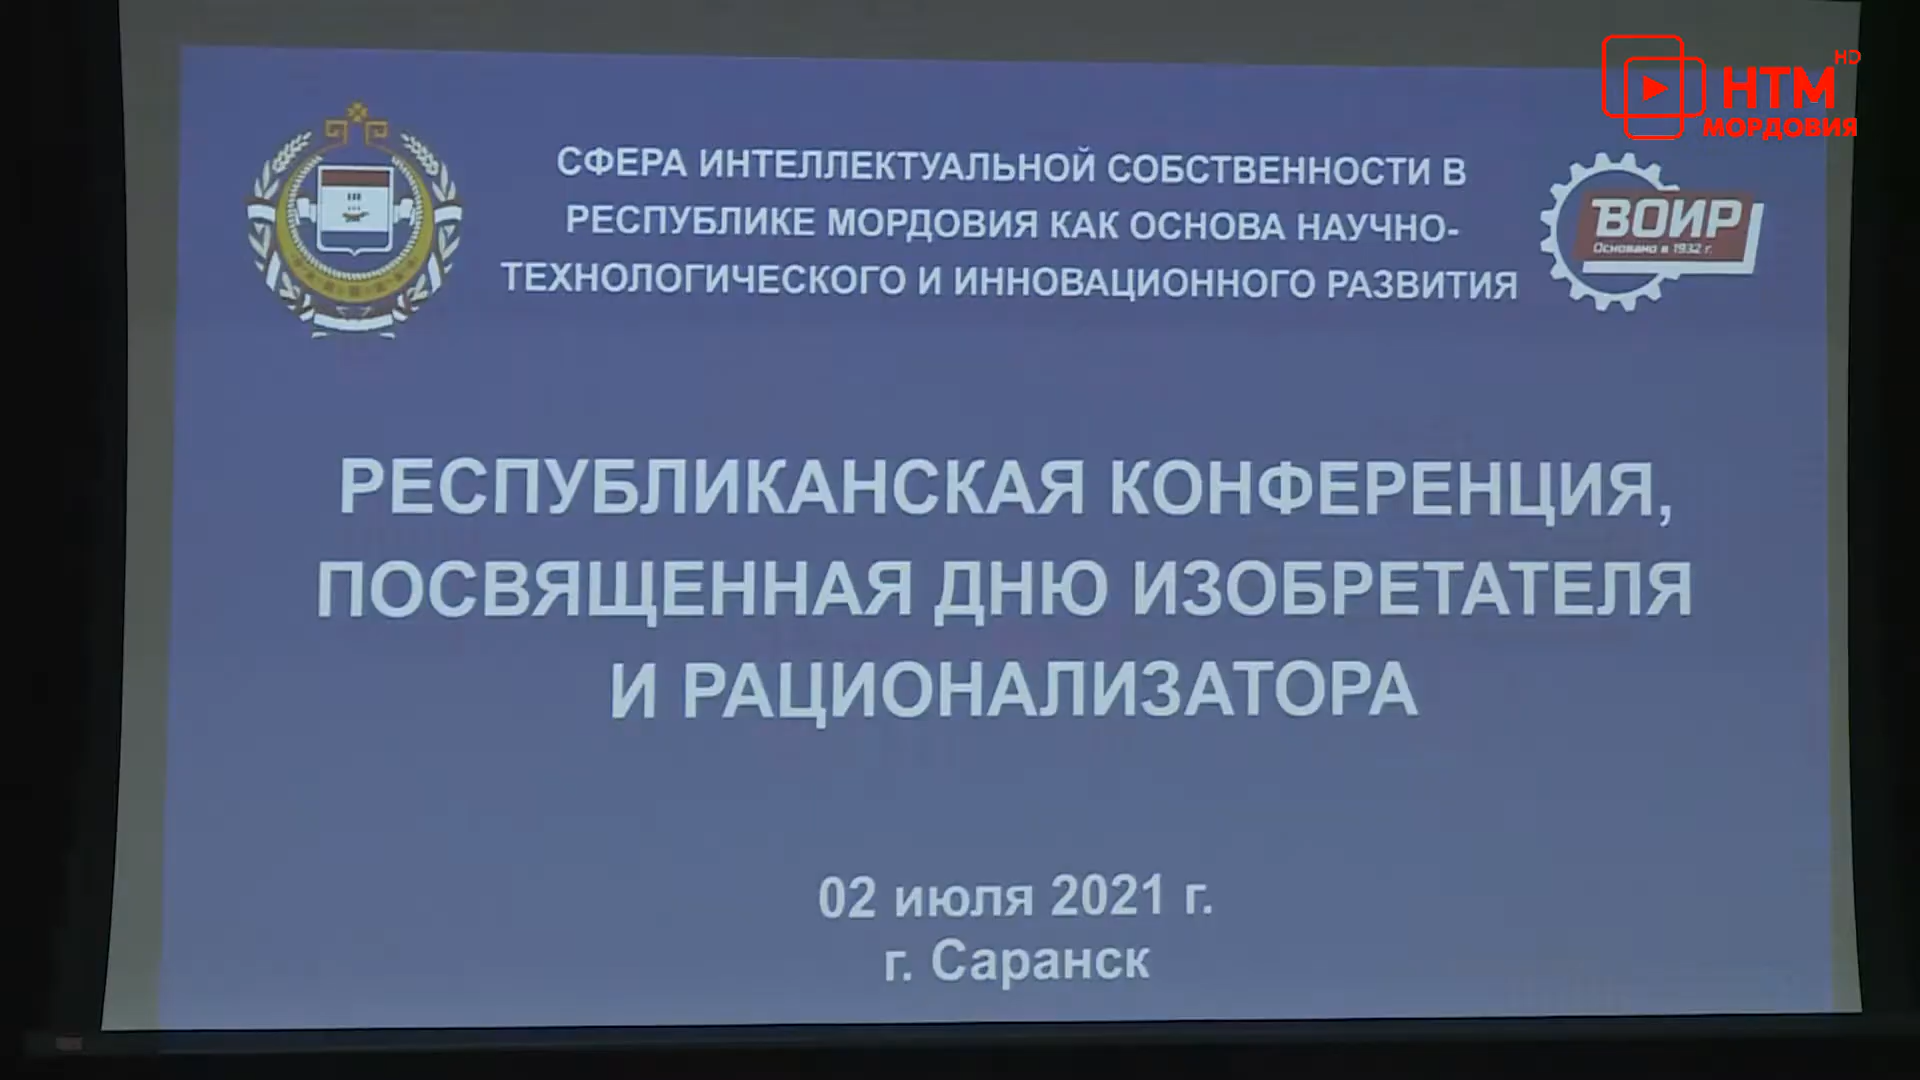 НТМ HD
МОРДОВИЯ
СФЕРА ИНТЕЛЛЕКТУАЛЬНОЙ СОБСТВЕННОСТИ В
РЕСПУБЛИКЕ МОРДОВИЯ КАК ОСНОВА НАУЧНО-
ТЕХНОЛОГИЧЕСКОГО И ИННОВАЦИОННОГО РАЗВИТИЯ
ВОИР
Основано в 1932 г.
РЕСПУБЛИКАНСКАЯ КОНФЕРЕНЦИЯ,
ПОСВЯЩЕННАЯ ДНЮ ИЗОБРЕТАТЕЛЯ
И РАЦИОНАЛИЗАТОРА
02 июля 2021 г.
г. Саранск